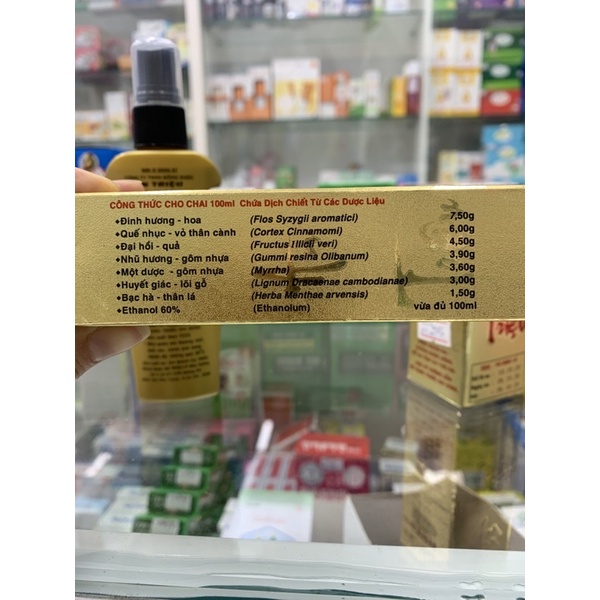 CÔNG THỨC CHO CHAI 100ml Chứa Dịch Chiết Từ Các Dược Liệu
♦Đinh hương - hoa (Flos Syzygii aromatici) 7,50g
♦Quế nhục - vỏ thân cành (Cortex Cinnamomi) 6,00g
♦Đại hồi - quả (Fructus Illicii veri) 4,50g
♦Nhũ hương - gôm nhựa (Gummi resina Olibanum) 3,90g
♦Một dược - gôm nhựa (Myrrha) 3,60g
♦Huyết giác - lõi gỗ (Lignum Dracaenae cambodianae) 3,00g
♦Bạc hà - thân lá (Herba Menthae arvensis) 1,50g
♦Ethanol 60% (Ethanolum) vừa đủ 100ml